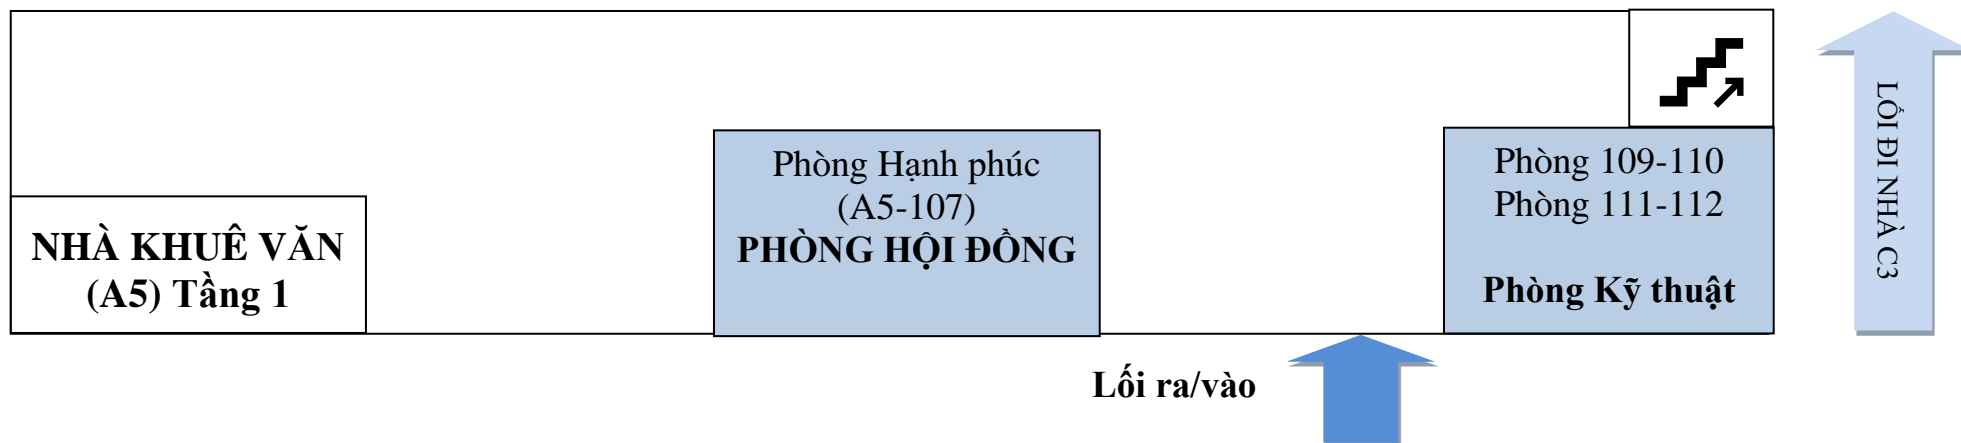 NHÀ KHUÊ VĂN
(A5) Tầng 1
Phòng Hạnh phúc
(A5-107)
PHÒNG HỘI ĐỒNG
Phòng 109-110
Phòng 111-112
Phòng Kỹ thuật
LỐI ĐI NHÀ C3
Lối ra/vào